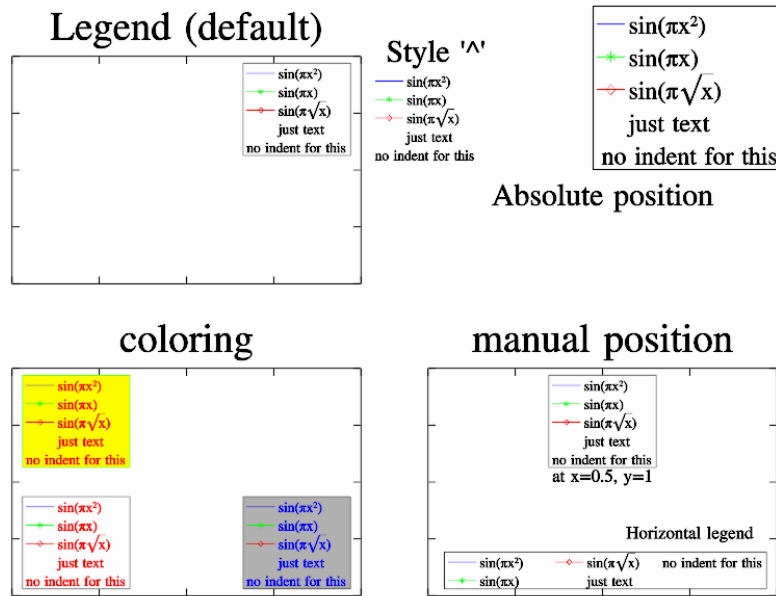 Legend (default)
sin(πx²)
sin(πx)
sin(π√x)
just text
no indent for this
Style '^'
sin(πx²)
sin(πx)
sin(π√x)
just text
no indent for this
sin(πx²)
sin(πx)
sin(π√x)
just text
no indent for this
Absolute position
coloring
sin(πx²)
sin(πx)
sin(π√x)
just text
no indent for this
sin(πx²)
sin(πx)
sin(π√x)
just text
no indent for this
sin(πx²)
sin(πx)
sin(π√x)
just text
no indent for this
manual position
sin(πx²)
sin(πx)
sin(π√x)
just text
no indent for this
at x=0.5, y=1
Horizontal legend
sin(πx²) sin(π√x) no indent for this
sin(πx) just text